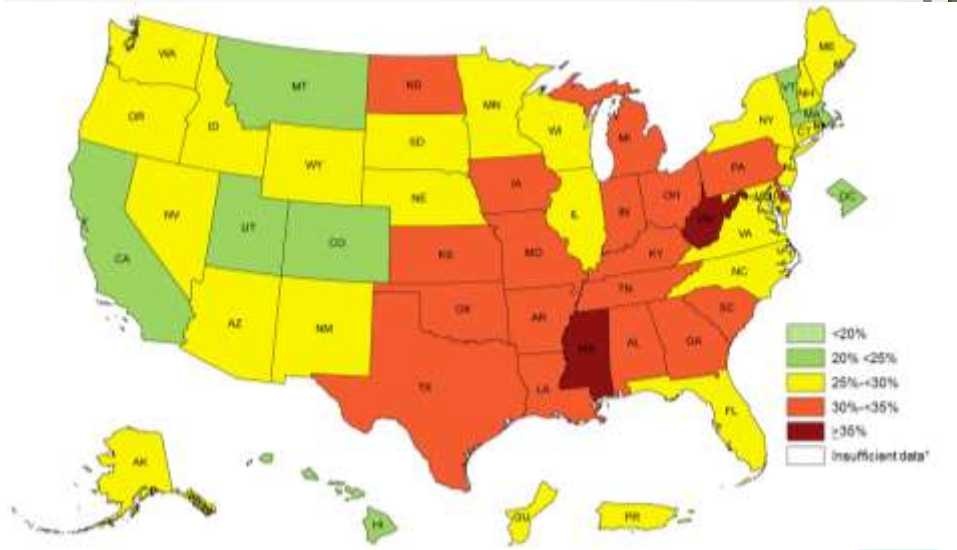 WA
ME
MT
ND
VT
OR
MN
NH
ID
MA
SD
WI
NY
CT
MI
WY
IA
PA
NE
NJ
OH
NV
IL
IN
MD
DC
UT
CO
WV
CA
VA
KS
MO
KY
NC
TN
AZ
OK
AR
SC
NM
MS
AL
GA
<20%
20% <25%
TX
LA
25%-<30%
30%-<35%
FL
≥35%
AK
Insufficient data*
GU
PR
HI